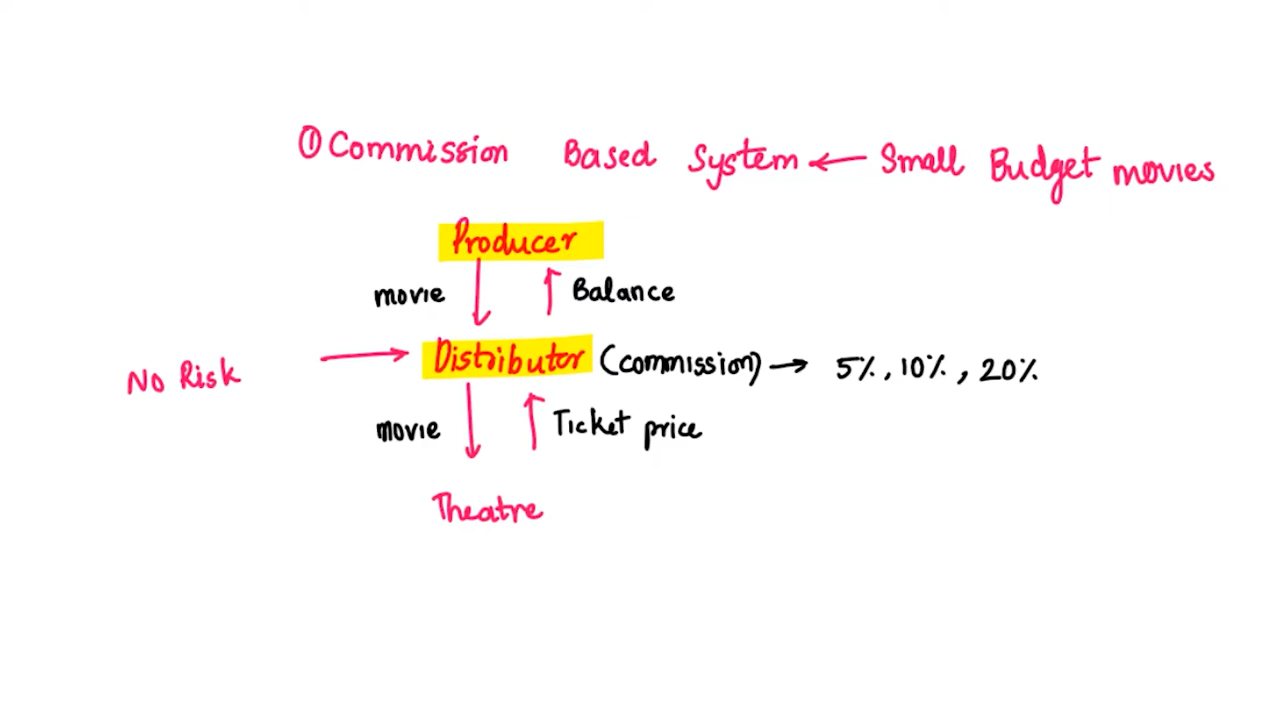 ① Commission Based System ← Small Budget movies
Producer
movie
Balance
No Risk → Distributor (commission) → 5%, 10%, 20%
movie
Ticket price
Theatre